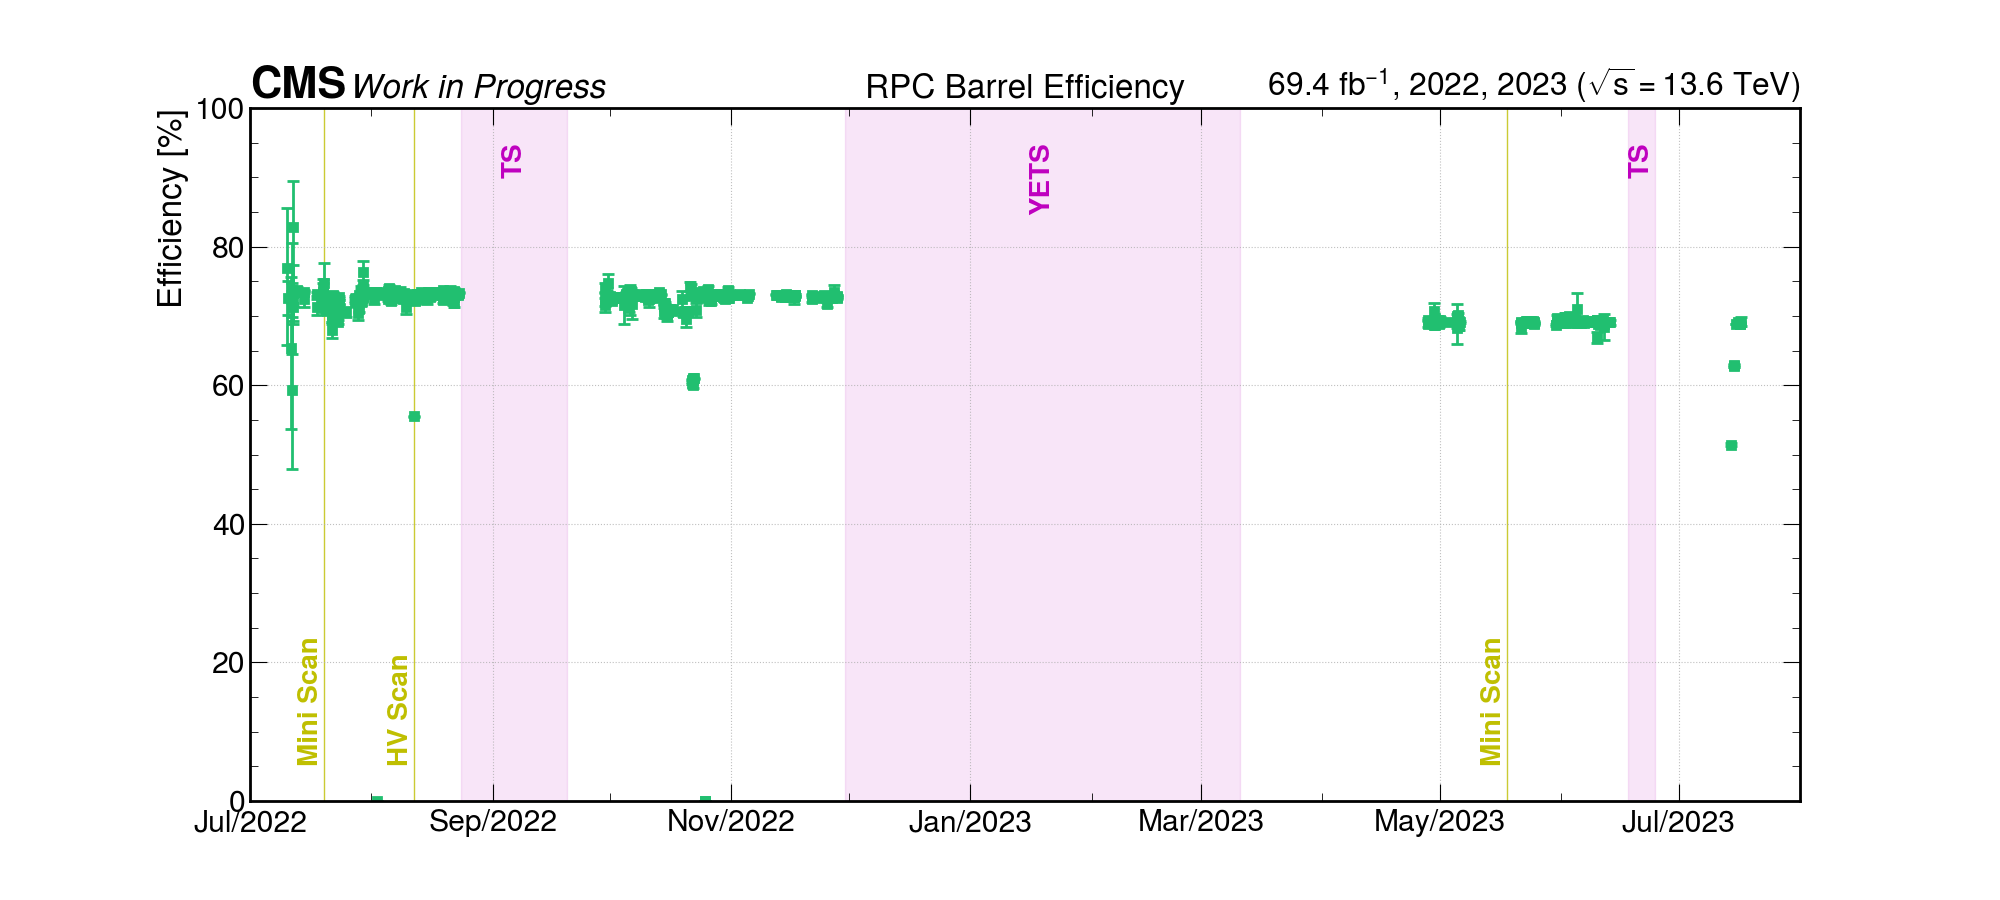 CMS Work in Progress RPC Barrel Efficiency 69.4 fb⁻¹, 2022, 2023 (√s = 13.6 TeV)
Efficiency [%]
100
80
60
40
20
0
TS
YETS
TS
Mini Scan
HV Scan
Mini Scan
Jul/2022 Sep/2022 Nov/2022 Jan/2023 Mar/2023 May/2023 Jul/2023